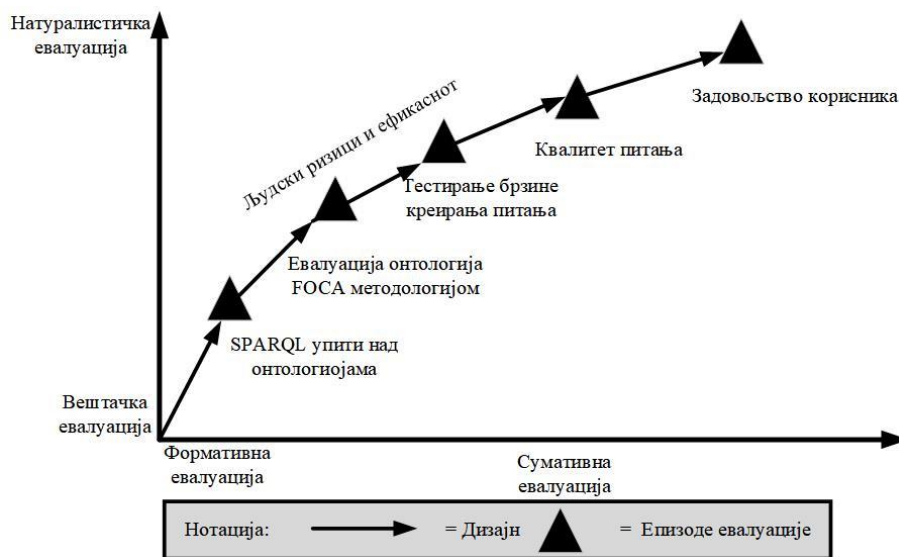 Натуралистичка
евалуација
Људски ризици и ефикаснот
Задовољство корисника
Квалитет питања
Тестирање брзине
креирања питања
Евалуација онтологија
FOCA методологијом
SPARQL упити над
онтологиојама
Вештачка
евалуација
Формативна
евалуација
Сумативна
евалуација
Нотација: = Дизајн = Епизоде евалуације